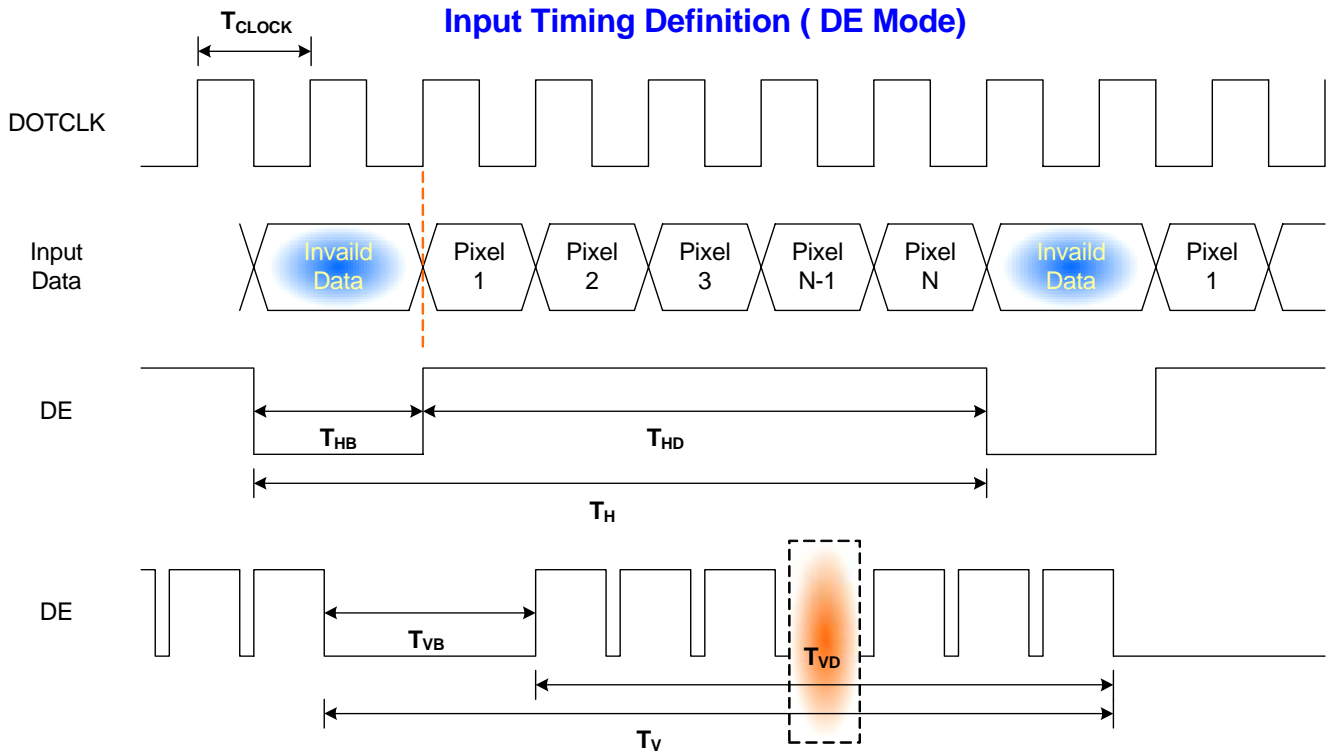 Input Timing Definition ( DE Mode)
TCLOCK
DOTCLK
Input
Data
Invaild
Data
Pixel
1
Pixel
2
Pixel
3
Pixel
N-1
Pixel
N
Invaild
Data
Pixel
1
DE
THB
THD
TH
DE
TVB
TVD
TV